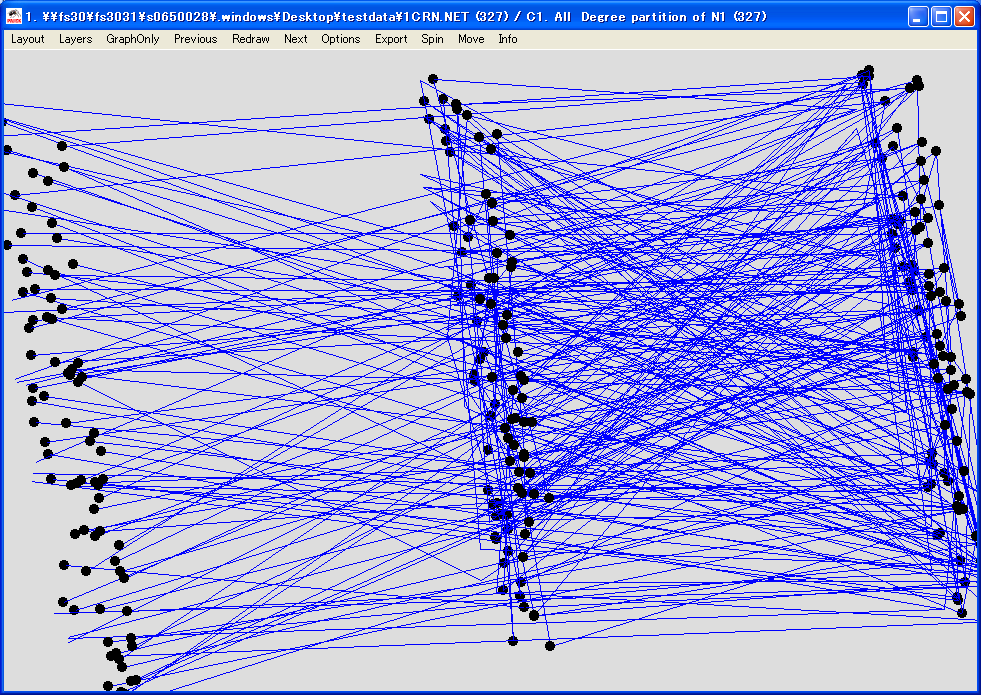 1. ¥¥fs30¥fs3031¥s0650028¥.windows¥Desktop¥testdata¥1CRN.NET (327) / C1. All  Degree partition of N1 (327)
Layout Layers GraphOnly Previous Redraw Next Options Export Spin Move Info